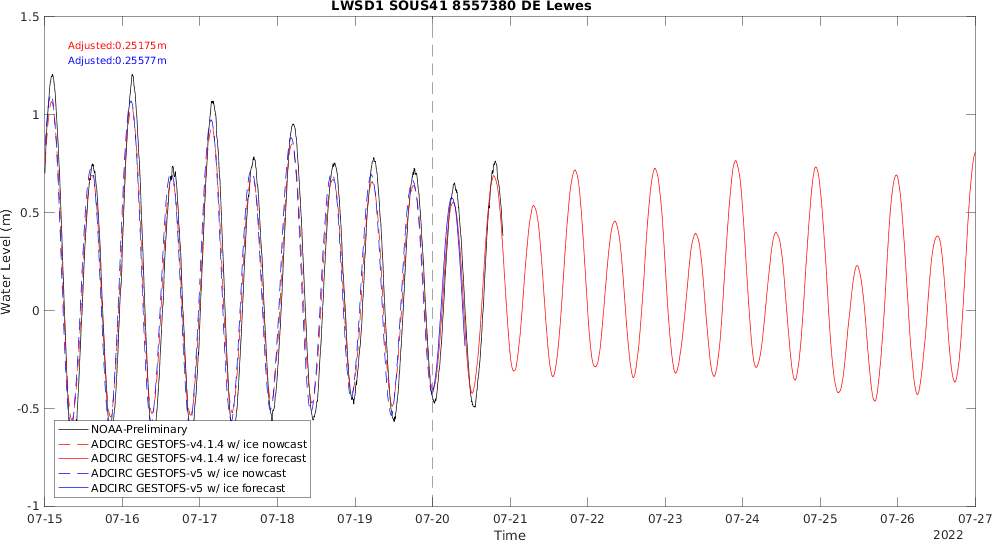 LWSD1 SOUS41 8557380 DE Lewes
Adjusted:0.25175m
Adjusted:0.25577m
1.5
1
0.5
0
-0.5
-1
Water Level (m)
NOAA-Preliminary
ADCIRC GESTOFS-v4.1.4 w/ ice nowcast
ADCIRC GESTOFS-v4.1.4 w/ ice forecast
ADCIRC GESTOFS-v5 w/ ice nowcast
ADCIRC GESTOFS-v5 w/ ice forecast
07-15 07-16 07-17 07-18 07-19 07-20 07-21 07-22 07-23 07-24 07-25 07-26 07-27
Time
2022